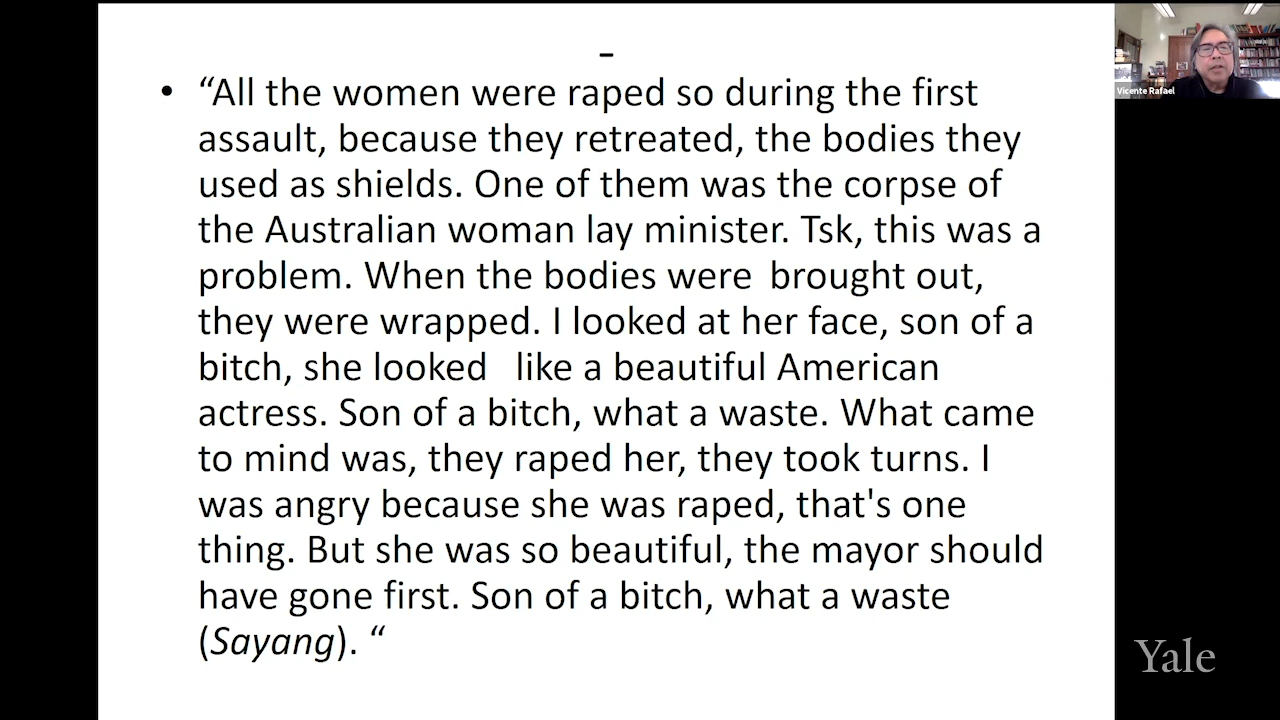 -
• “All the women were raped so during the first
assault, because they retreated, the bodies they
used as shields. One of them was the corpse of
the Australian woman lay minister. Tsk, this was a
problem. When the bodies were brought out,
they were wrapped. I looked at her face, son of a
bitch, she looked like a beautiful American
actress. Son of a bitch, what a waste. What came
to mind was, they raped her, they took turns. I
was angry because she was raped, that's one
thing. But she was so beautiful, the mayor should
have gone first. Son of a bitch, what a waste
(Sayang). “
Vicente Rafael
Yale